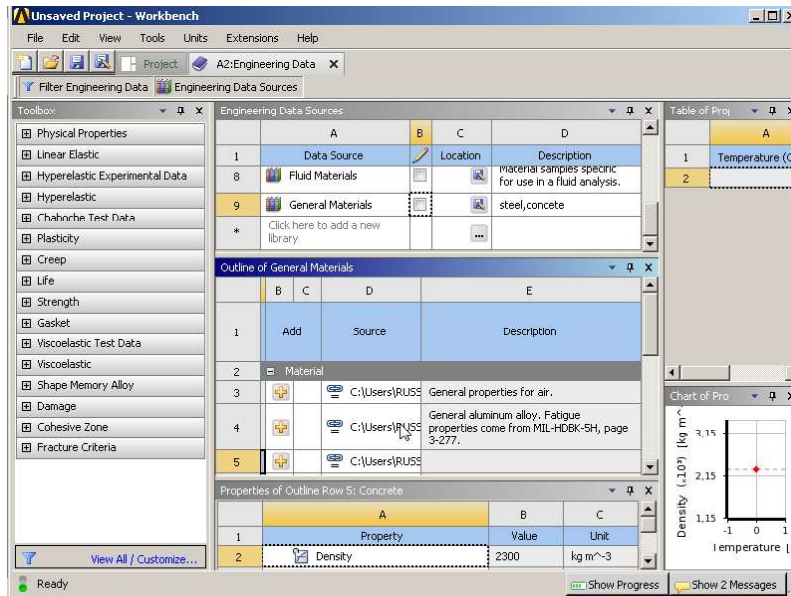 Unsaved Project - Workbench
File Edit View Tools Units Extensions Help
Project A2:Engineering Data X
Filter Engineering Data Engineering Data Sources
Toolbox
Physical Properties
Linear Elastic
Hyperelastic Experimental Data
Hyperelastic
Chaboche Test Data
Plasticity
Creep
Life
Strength
Gasket
Viscoelastic Test Data
Viscoelastic
Shape Memory Alloy
Damage
Cohesive Zone
Fracture Criteria
View All / Customize...
Engineering Data Sources
A B C D
1 Data Source Location Description
8 Fluid Materials Material samples specific
for use in a fluid analysis.
9 General Materials steel,concete
* Click here to add a new
library ...
Outline of General Materials
B C D E
1 Add Source Description
2 Material
3 C:\Users\RUSS General properties for air.
4 C:\Users\RUSS General aluminum alloy. Fatigue
properties come from MIL-HDBK-5H, page
3-277.
5 C:\Users\RUSS
Properties of Outline Row 5: Concrete
A B C
1 Property Value Unit
2 Density 2300 kg m^-3
Table of Pro
A
1 Temperature (C
2
Chart of Pro
Density (.10³) [kg m^
3,15
2,15
1,15
-1 0 1
Temperature [
Ready
Show Progress Show 2 Messages